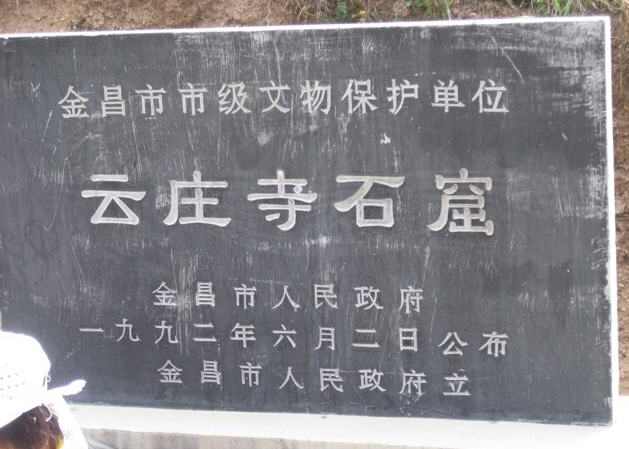 金昌市市级文物保护单位
云庄寺石窟
金昌市人民政府
一九九二年六月二日公布
金昌市人民政府立